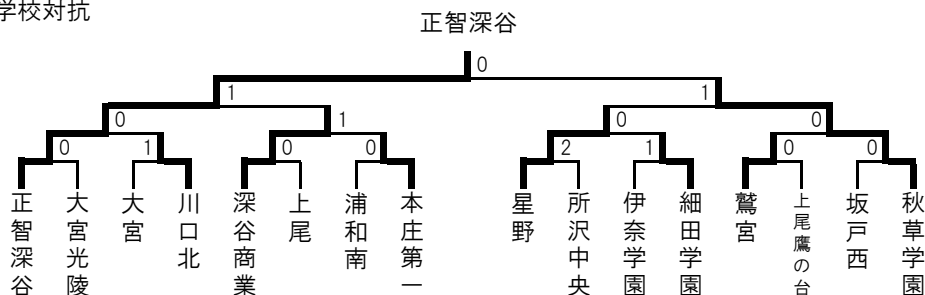 学校対抗
正智深谷
0
1
1
0
1
0
0
0
1
0
0
2
1
0
0
正智深谷
大宮光陵
大宮
川口北
深谷商業
上尾
浦和南
本庄第一
星野
所沢中央
伊奈学園
細田学園
鷲宮
上尾鷹の台
坂戸西
秋草学園